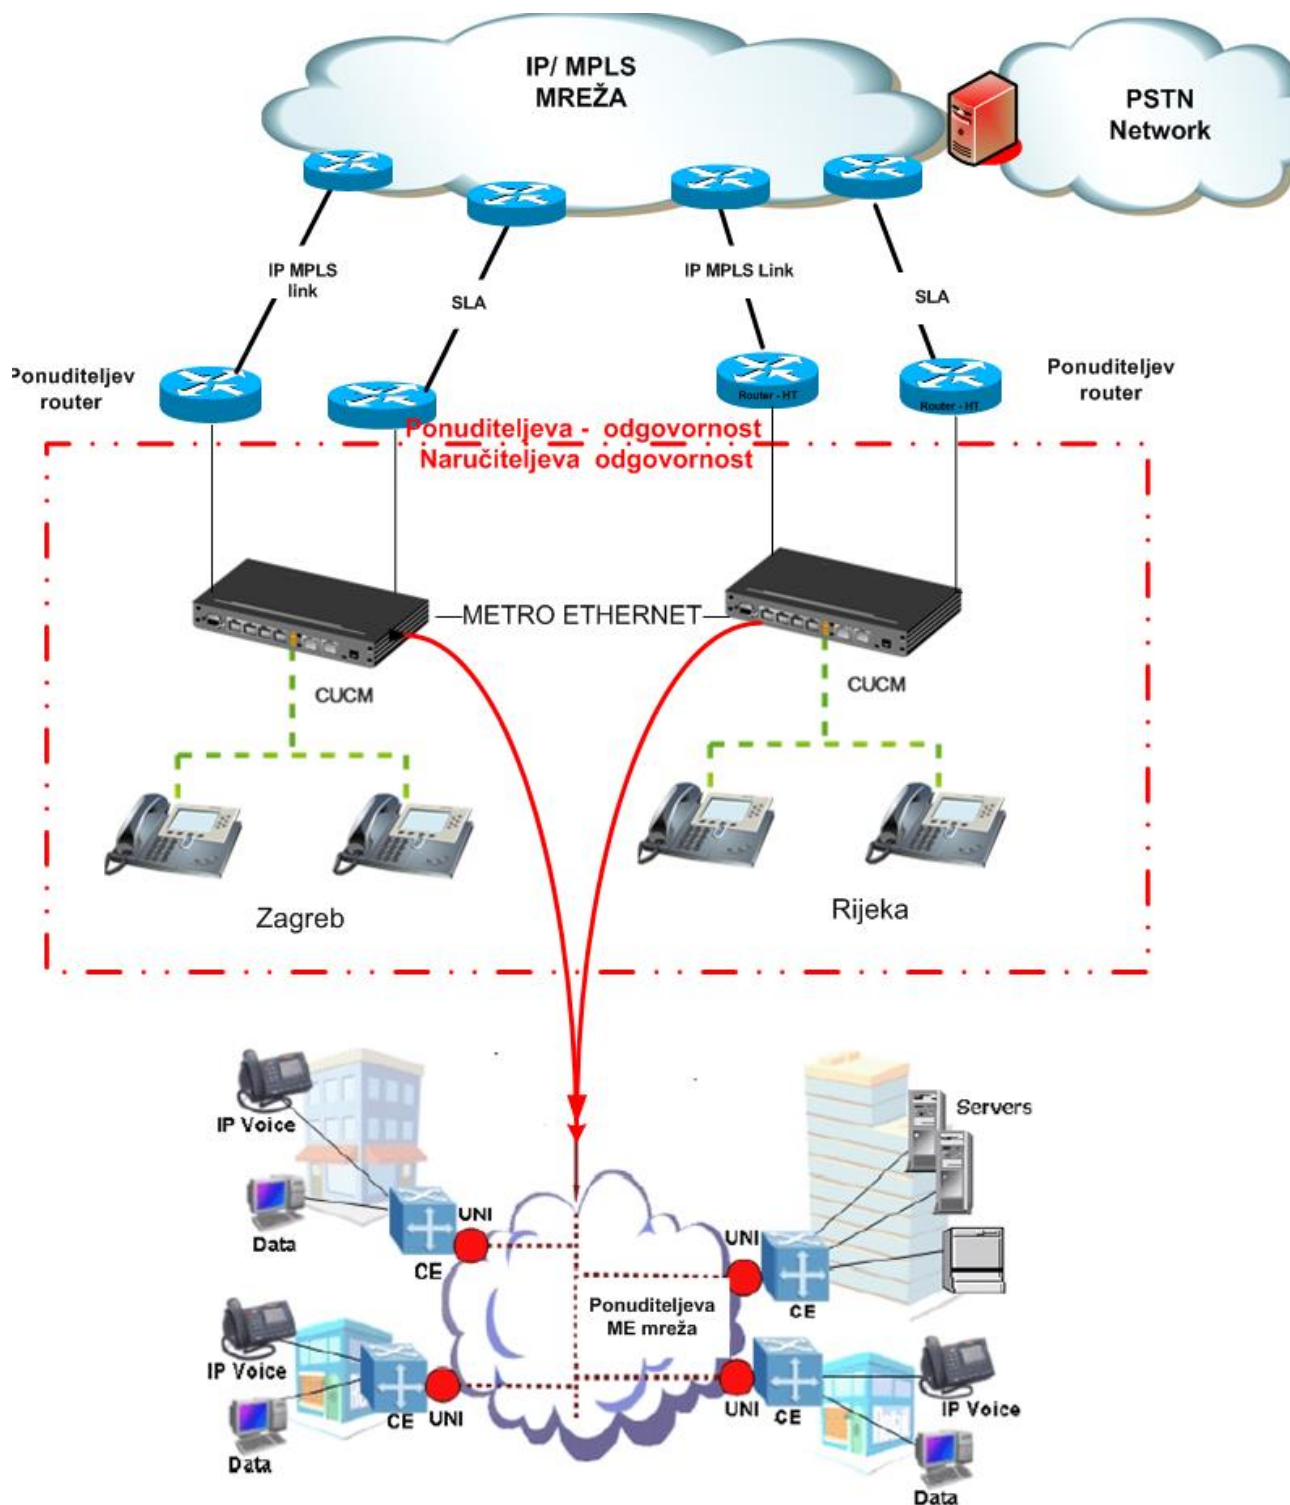 IP/ MPLS
MREŽA
PSTN
Network
IP MPLS
link
SLA
IP MPLS Link
SLA
Ponuditeljev
router
Router - HT
Router - HT
Ponuditeljev
router
Ponuditeljeva - odgovornost
Naručiteljeva odgovornost
METRO ETHERNET
CUCM
CUCM
Zagreb
Rijeka
IP Voice
Servers
UNI
UNI
Data
CE
CE
Ponuditeljeva
ME mreža
IP Voice
CE
UNI
UNI
CE
IP Voice
Data
Data